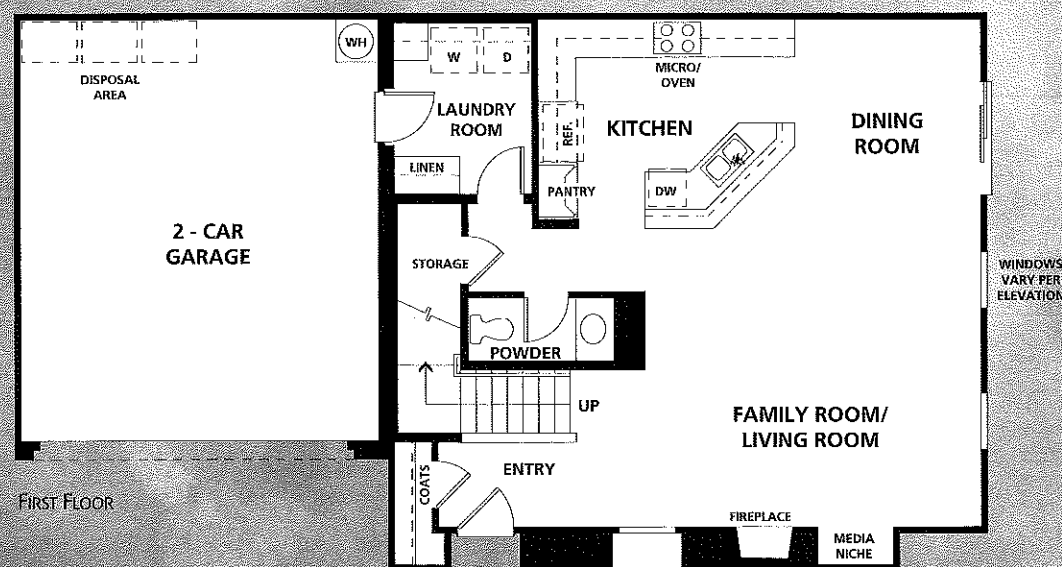 WH
DISPOSAL
AREA
W
D
LAUNDRY
ROOM
LINEN
MICRO/
OVEN
REF.
KITCHEN
PANTRY
DW
DINING
ROOM
2 - CAR
GARAGE
STORAGE
WINDOWS
VARY PER
ELEVATION
POWDER
UP
FAMILY ROOM/
LIVING ROOM
COATS
ENTRY
FIRST FLOOR
FIREPLACE
MEDIA
NICHE